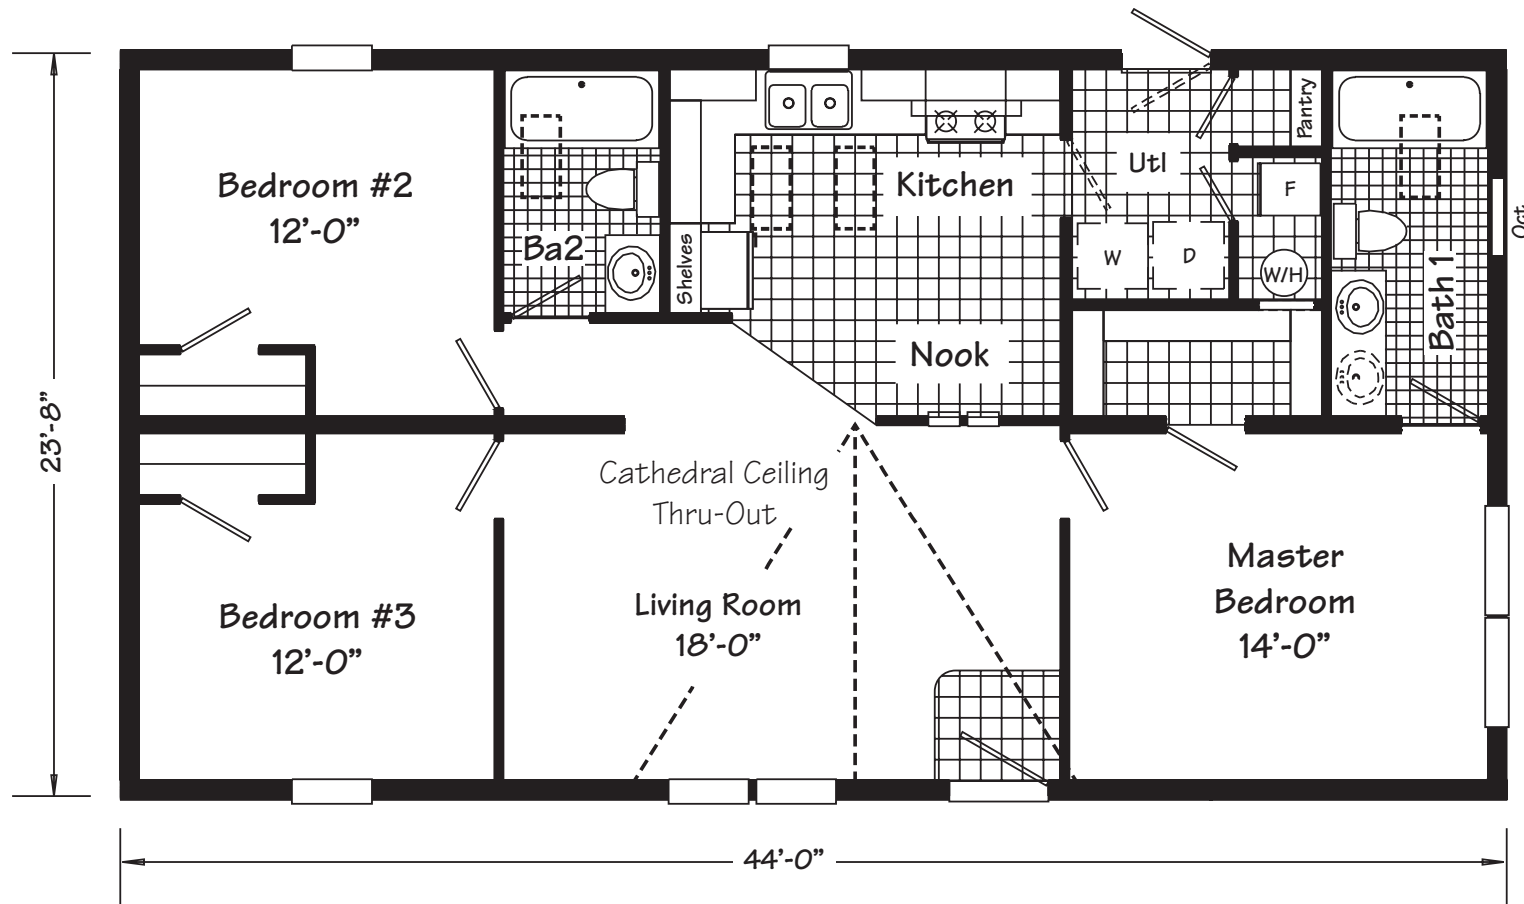 Bedroom #2
12'-0"
Ba2
Shelves
Kitchen
Nook
Utl
Pantry
F
W
D
W/H
Bath 1
Oct.
23'-8"
Cathedral Ceiling
Thru-Out
Bedroom #3
12'-0"
Living Room
18'-0"
Master
Bedroom
14'-0"
44'-0"